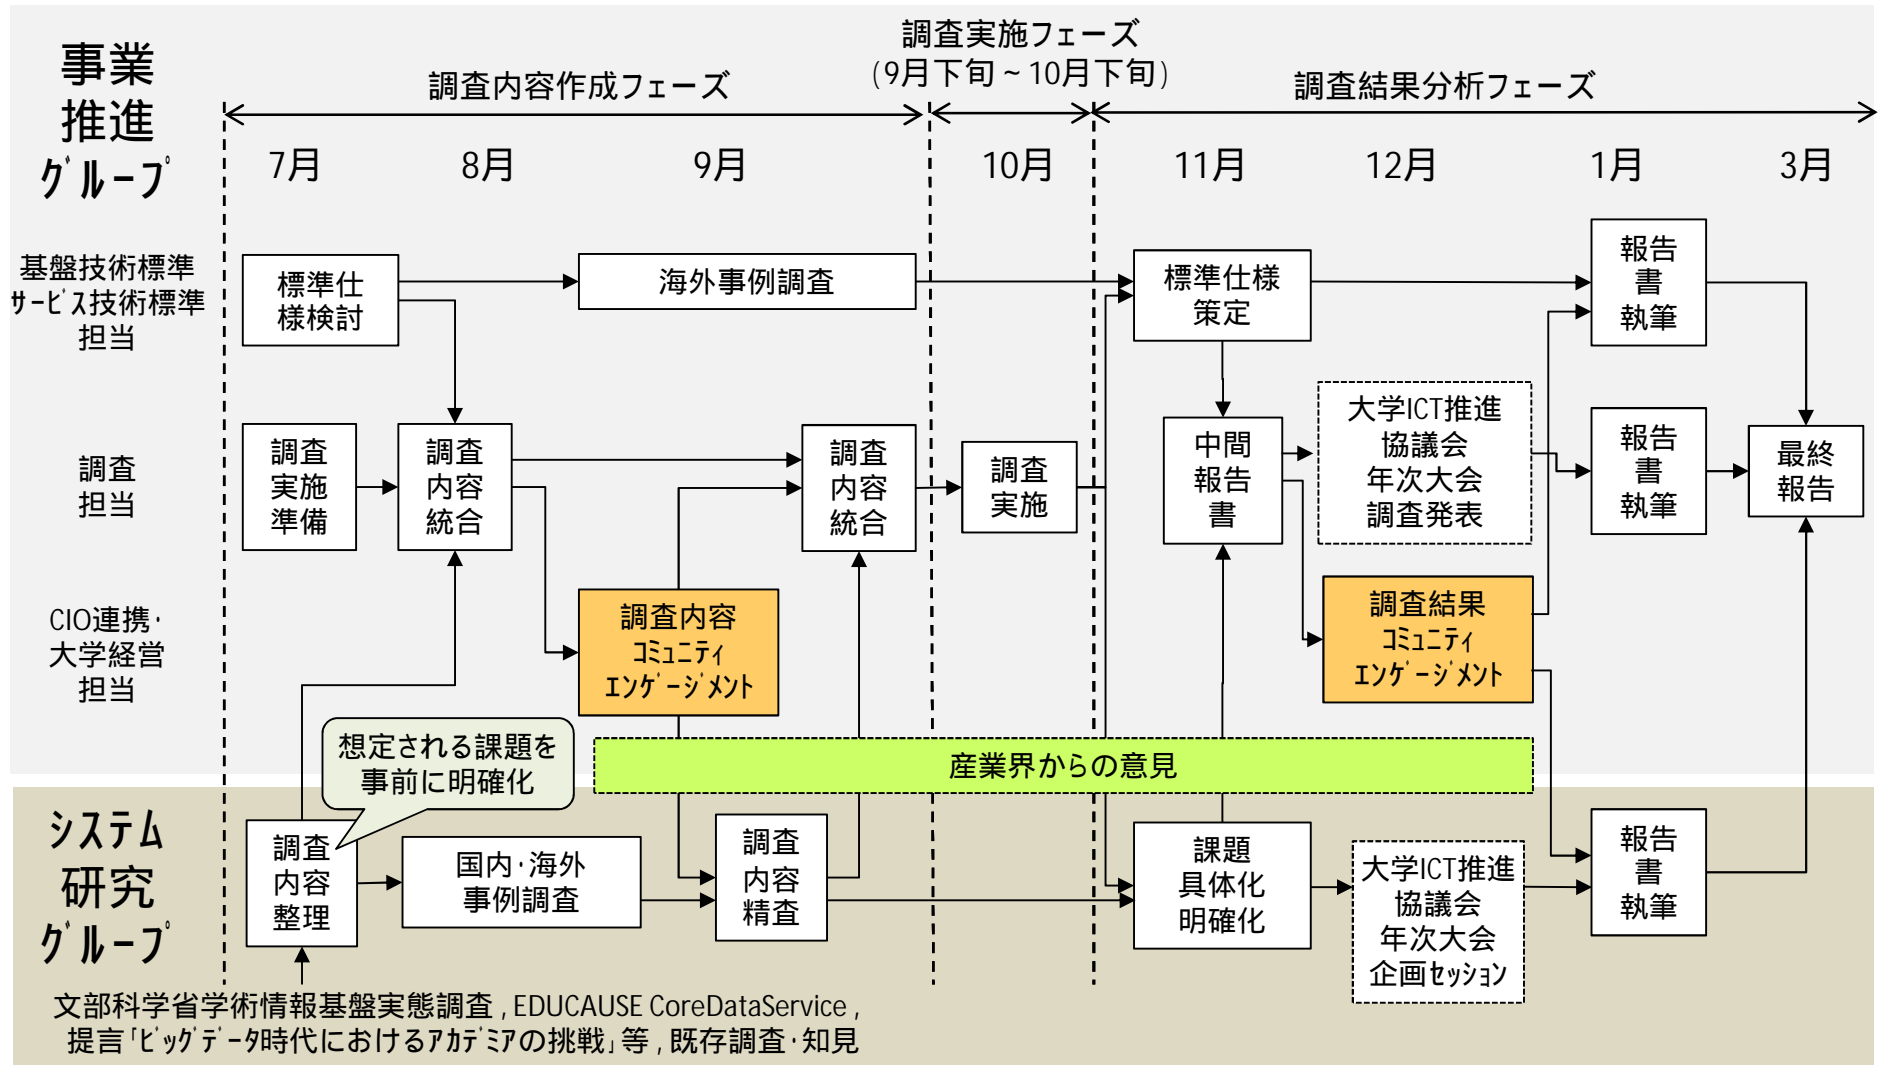 事業
推進
グループ
調査内容作成フェーズ
調査実施フェーズ
(9月下旬~10月下旬)
調査結果分析フェーズ
7月
8月
9月
10月
11月
12月
1月
3月
基盤技術標準
サービス技術標準
担当
標準仕
様検討
海外事例調査
標準仕様
策定
報告
書
執筆
調査
担当
調査
実施
準備
調査
内容
統合
調査
内容
統合
調査
実施
中間
報告
書
大学ICT推進
協議会
年次大会
調査発表
報告
書
執筆
最終
報告
CIO連携・
大学経営
担当
調査内容
コミュニティ
エンゲージメント
調査結果
コミュニティ
エンゲージメント
想定される課題を
事前に明確化
産業界からの意見
システム
研究
グループ
調査
内容
整理
国内・海外
事例調査
調査
内容
精査
課題
具体化
明確化
大学ICT推進
協議会
年次大会
企画セッション
報告
書
執筆
文部科学省学術情報基盤実態調査, EDUCAUSE CoreDataService,
提言「ビッグデータ時代におけるアカデミアの挑戦」等,既存調査・知見